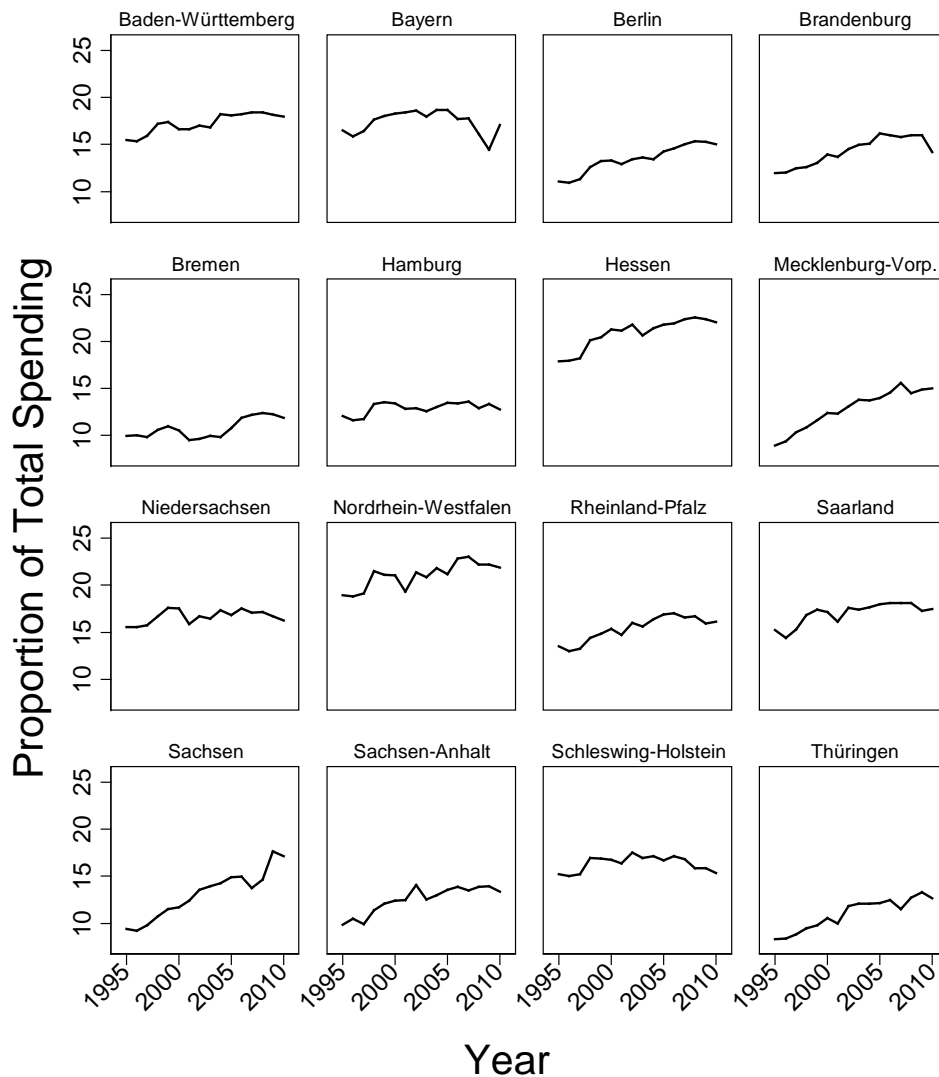 Baden-Württemberg
Bayern
Berlin
Brandenburg
10 15 20 25
Bremen
Hamburg
Hessen
Mecklenburg-Vorp.
10 15 20 25
Niedersachsen
Nordrhein-Westfalen
Rheinland-Pfalz
Saarland
10 15 20 25
Sachsen
Sachsen-Anhalt
Schleswing-Holstein
Thüringen
10 15 20 25
1995 2000 2005 2010
1995 2000 2005 2010
1995 2000 2005 2010
1995 2000 2005 2010
Proportion of Total Spending
Year